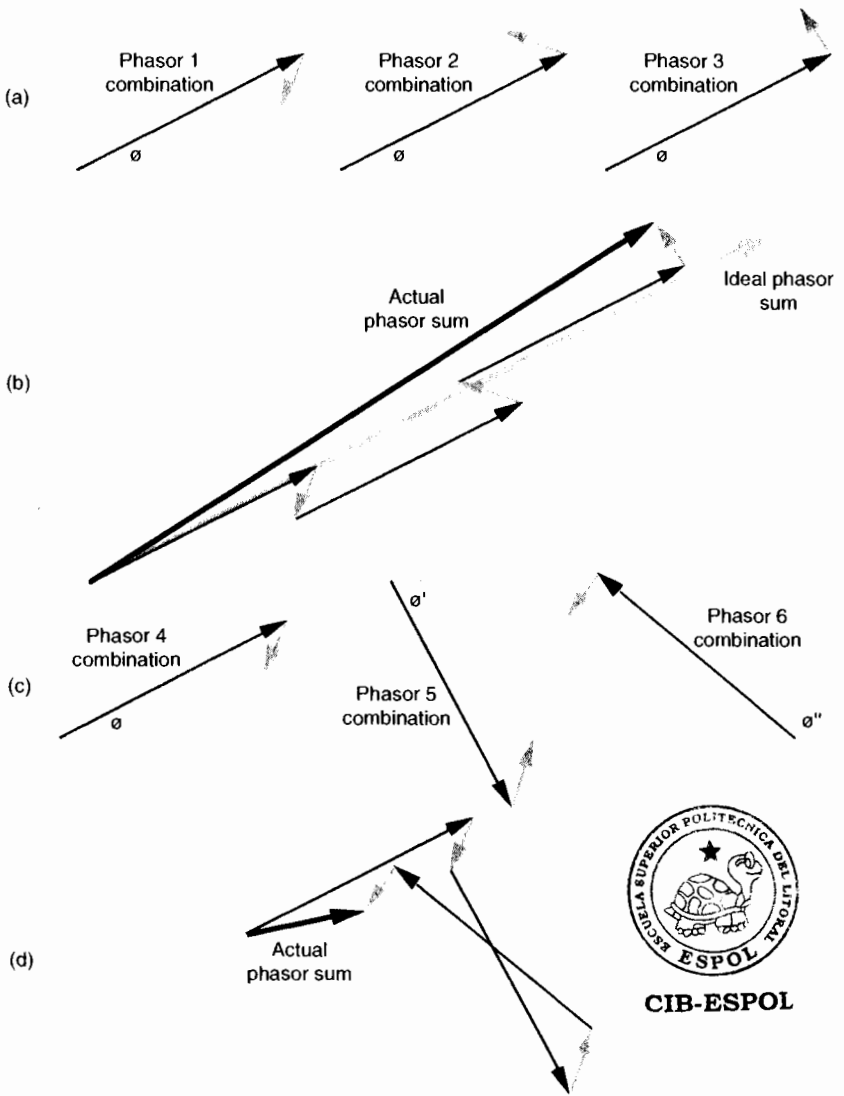 Phasor 1
combination
Phasor 2
combination
Phasor 3
combination
(a)
ø
ø
ø
Actual
phasor sum
Ideal phasor
sum
(b)
Phasor 4
combination
ø
ø'
Phasor 6
combination
(c)
Phasor 5
combination
ø"
Actual
phasor sum
(d)
ESCUELA SUPERIOR POLITECNICA DEL LITORAL
ESPOL
CIB-ESPOL